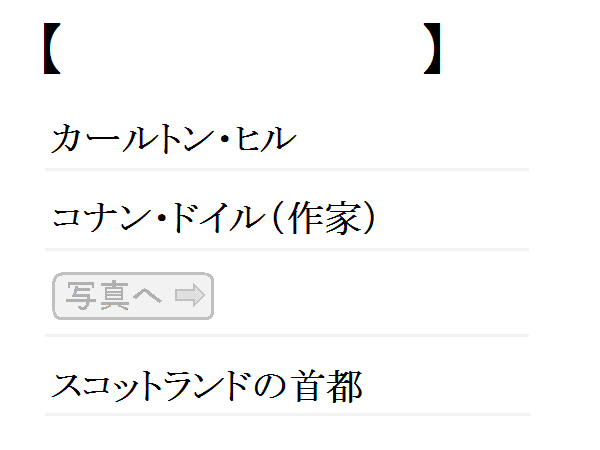 【 】
カールトン・ヒル
コナン・ドイル（作家）
写真へ ⇨
スコットランドの首都